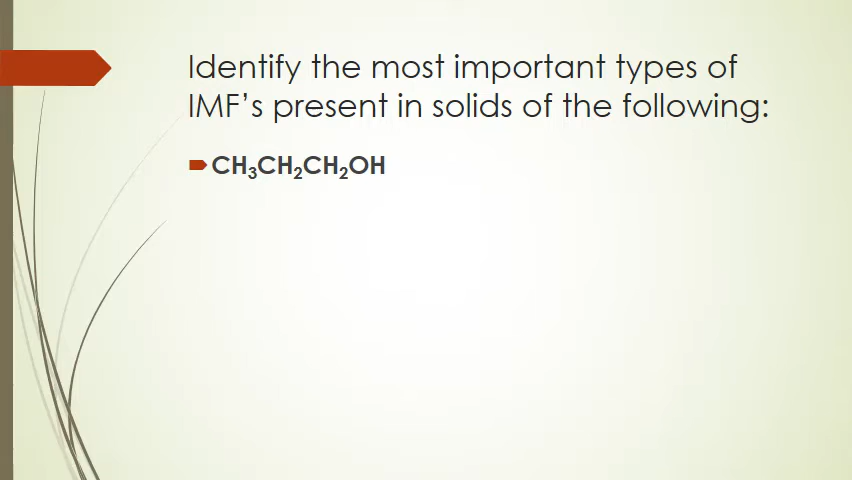 Identify the most important types of
IMF’s present in solids of the following:
CH₃CH₂CH₂OH